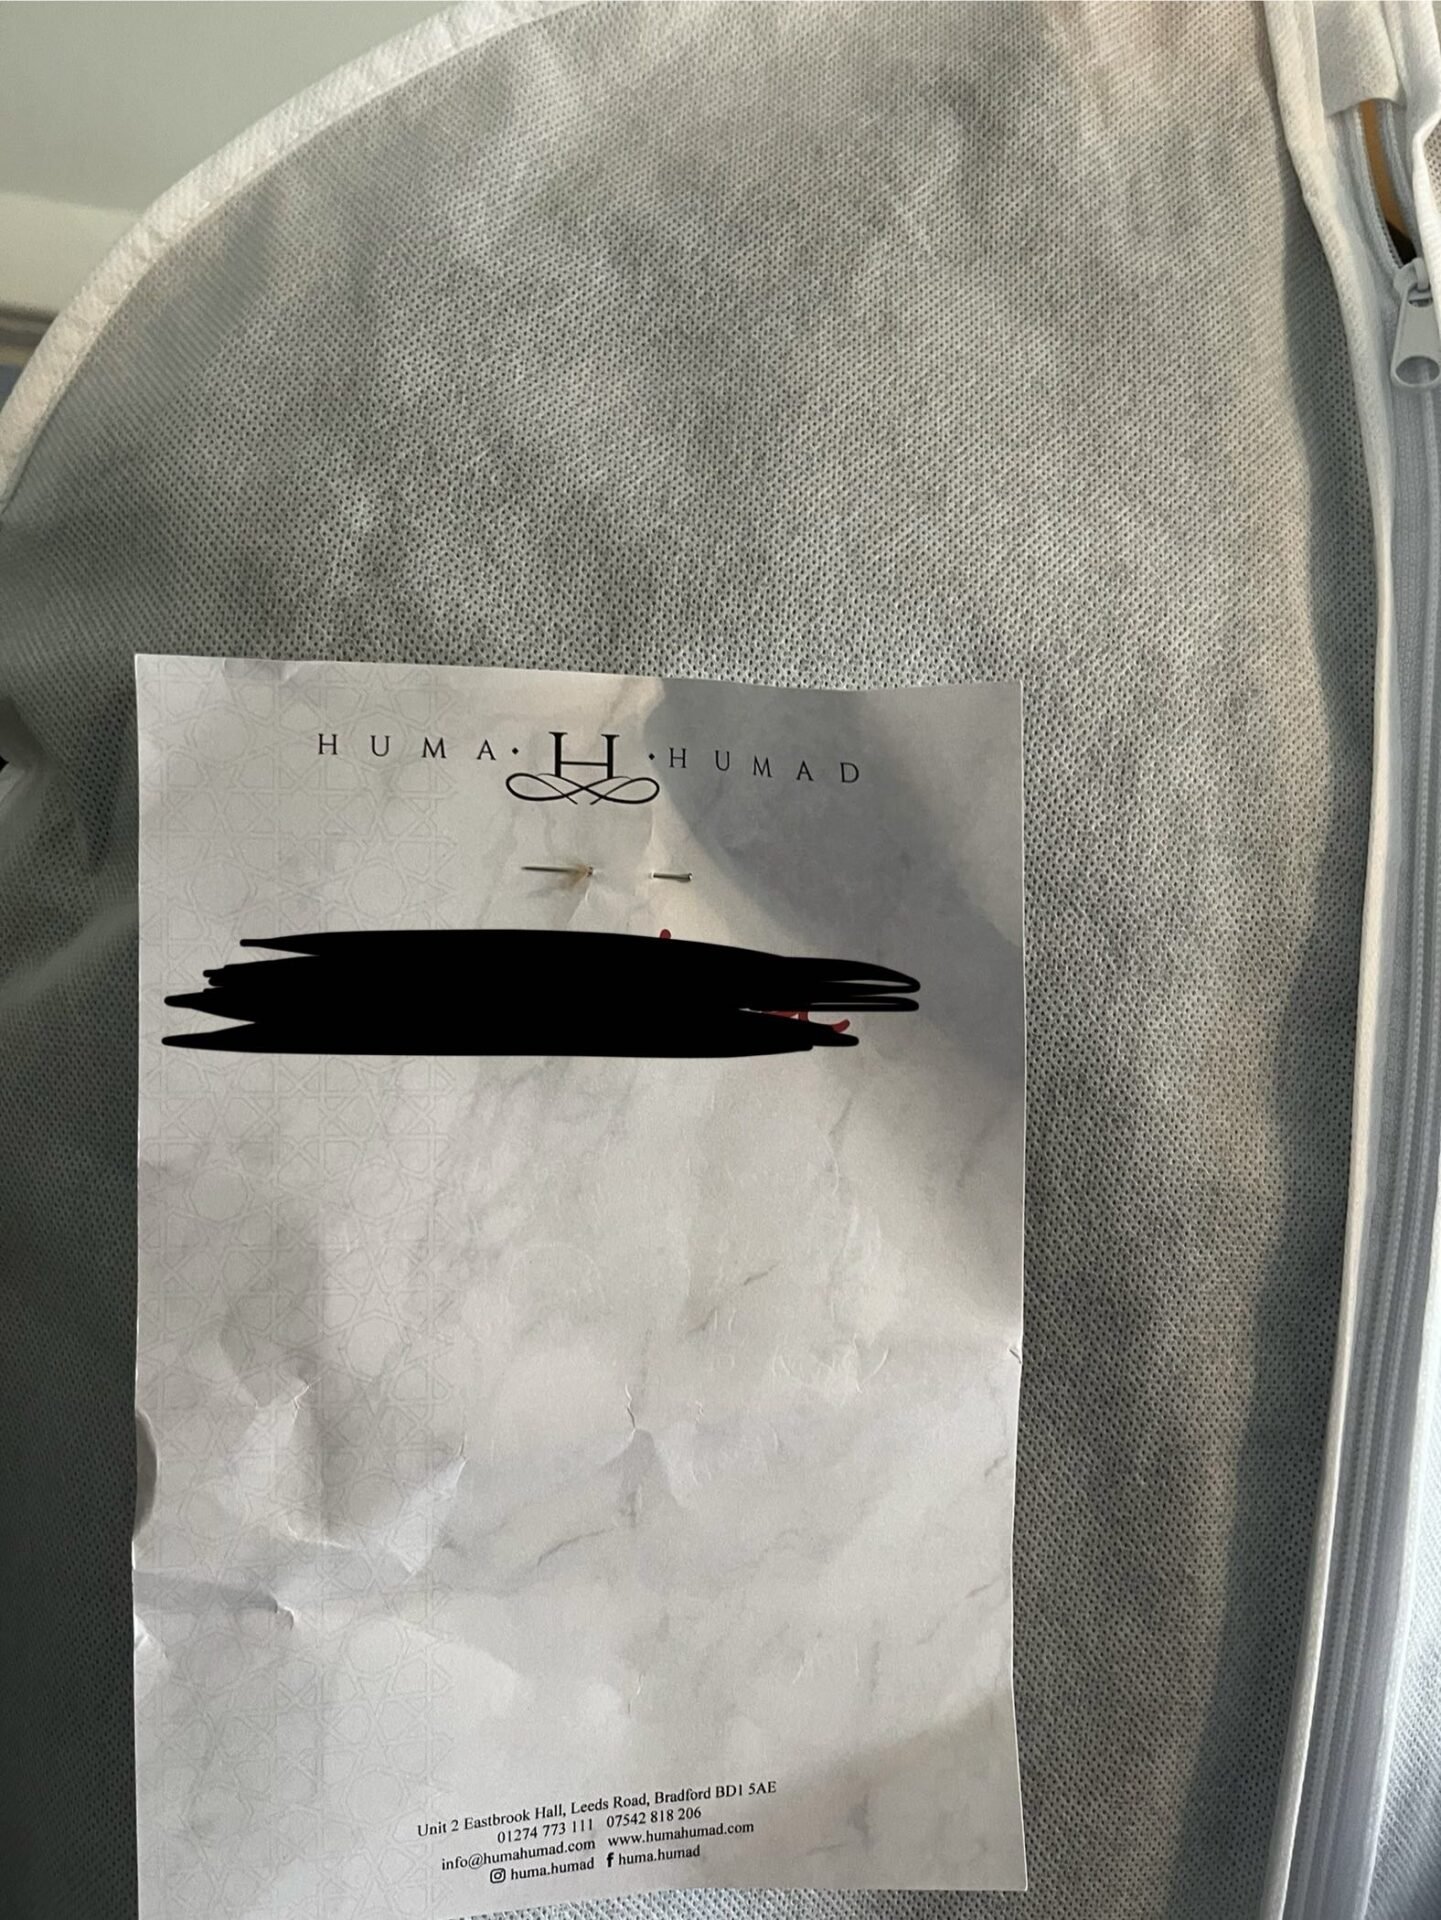 HUMA · H · HUMAD
Unit 2 Eastbrook Hall, Leeds Road, Bradford BD1 5AE
01274 773 111 07542 818 206
info@humahumad.com www.humahumad.com
huma.humad f huma.humad